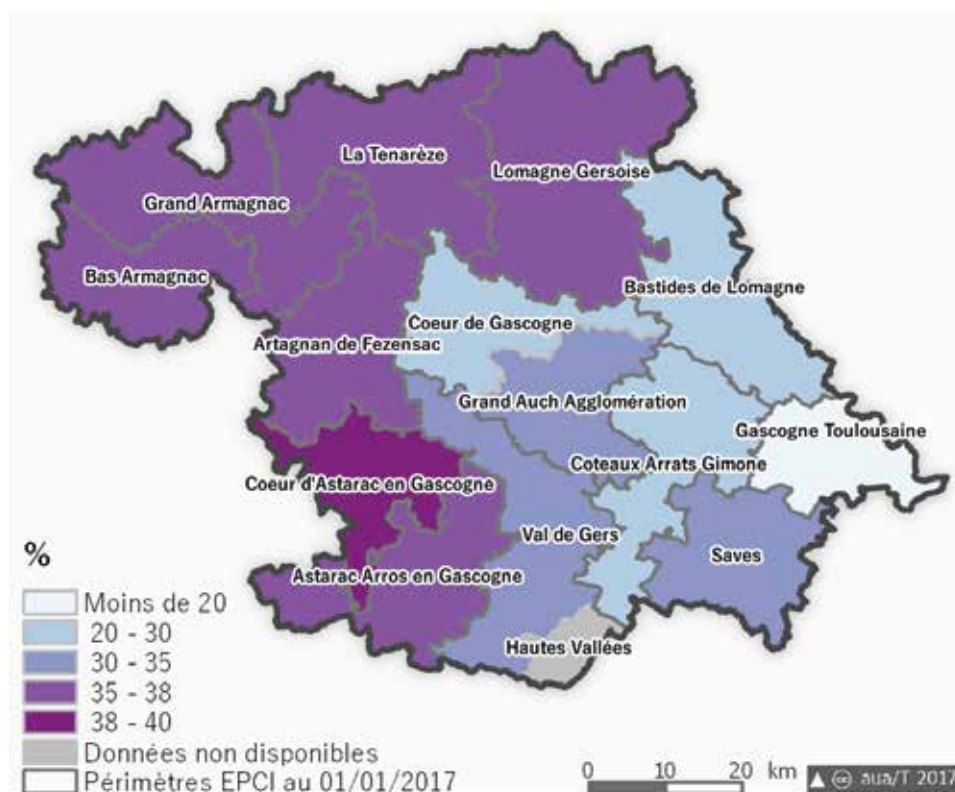 La Tenarèze
Lomagne Gersoise
Grand Armagnac
Bas Armagnac
Bastides de Lomagne
Coeur de Gascogne
Artagnan de Fezensac
Grand Auch Agglomération
Gascogne Toulousaine
Coteaux Arrats Gimone
Coeur d'Astarac en Gascogne
Val de Gers
Saves
Astarac Arros en Gascogne
Hautes Vallées
%
Moins de 20
20 - 30
30 - 35
35 - 38
38 - 40
Données non disponibles
Périmètres EPCI au 01/01/2017
0 10 20 km
cc aua/T 2017